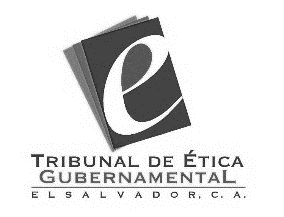 e
TRIBUNAL DE ÉTICA
GUBERNAMENTAL
EL SALVADOR, C. A.